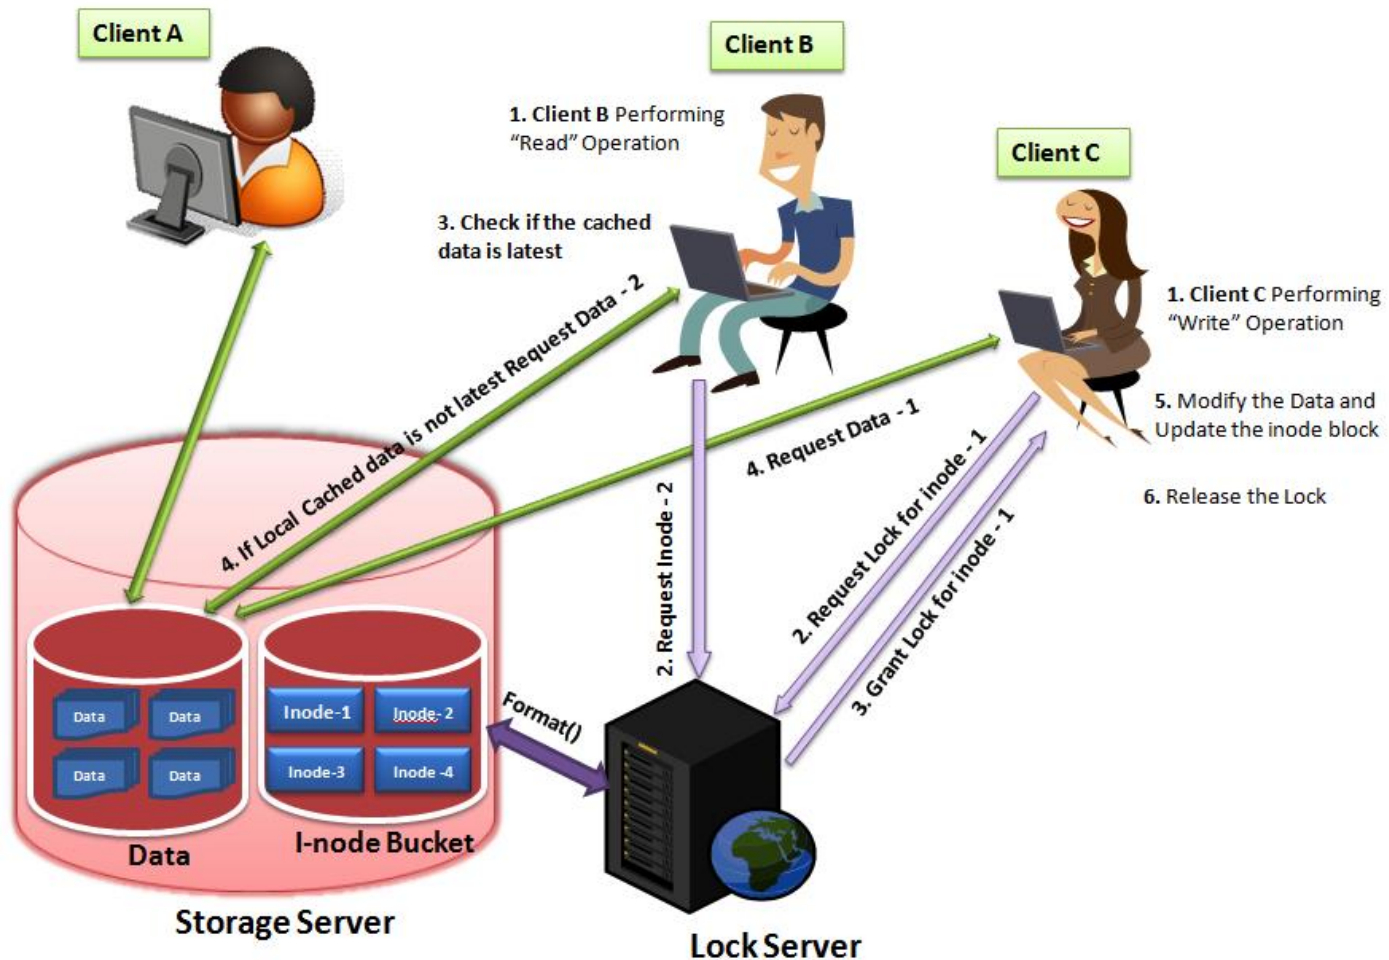 Client A
Client B
1. Client B Performing
“Read” Operation
Client C
3. Check if the cached
data is latest
1. Client C Performing
“Write” Operation
4. If Local Cached data is not latest Request Data - 2
4. Request Data - 1
5. Modify the Data and
Update the inode block
6. Release the Lock
2. Request Inode - 2
2. Request Lock for inode - 1
3. Grant Lock for inode - 1
Format()
Data
Data
Data
Data
Inode-1
Inode- 2
Inode-3
Inode -4
Data
I-node Bucket
Storage Server
Lock Server